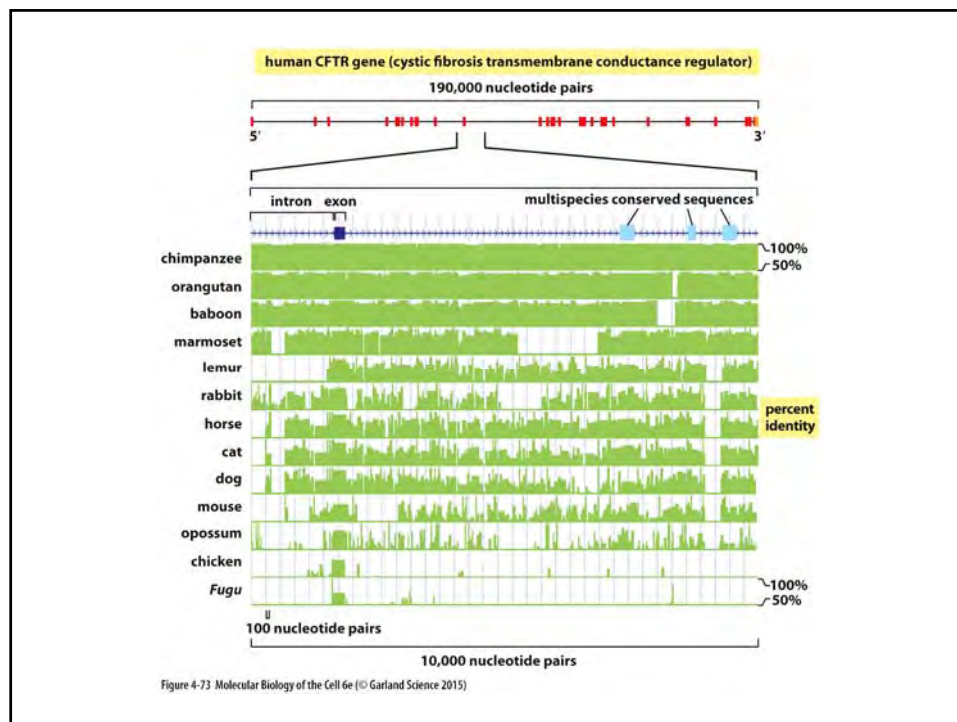 human CFTR gene (cystic fibrosis transmembrane conductance regulator)
190,000 nucleotide pairs
5′ 3′
intron exon multispecies conserved sequences
chimpanzee 100%
50%
orangutan
baboon
marmoset
lemur
rabbit
percent
identity
horse
cat
dog
mouse
opossum
chicken
Fugu 100%
50%
100 nucleotide pairs
10,000 nucleotide pairs
Figure 4-73 Molecular Biology of the Cell 6e (© Garland Science 2015)